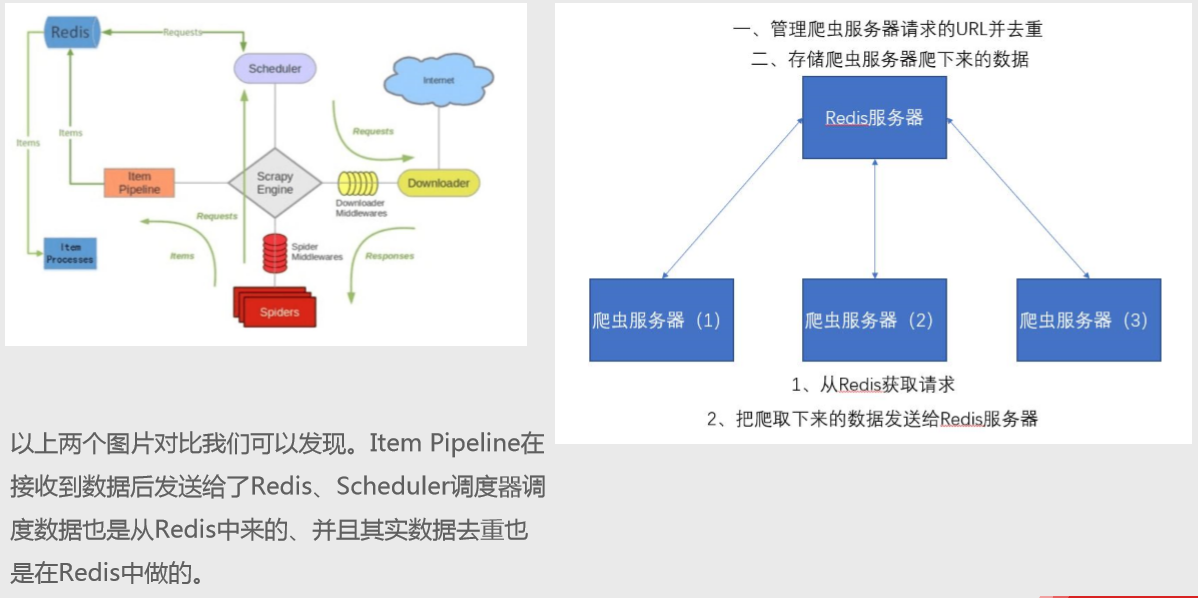 Redis
Requests
Scheduler
Internet
Items
Items
Requests
Item
Pipeline
Scrapy
Engine
Downloader
Downloader
Middlewares
Requests
Item
Processes
Items
Spider
Middlewares
Responses
Spiders
一、管理爬虫服务器请求的URL并去重
二、存储爬虫服务器爬下来的数据
Redis服务器
爬虫服务器（1）
爬虫服务器（2）
爬虫服务器（3）
1、从Redis获取请求
2、把爬取下来的数据发送给Redis服务器
以上两个图片对比我们可以发现。Item Pipeline在
接收到数据后发送给了Redis、Scheduler调度器调
度数据也是从Redis中来的、并且其实数据去重也
是在Redis中做的。